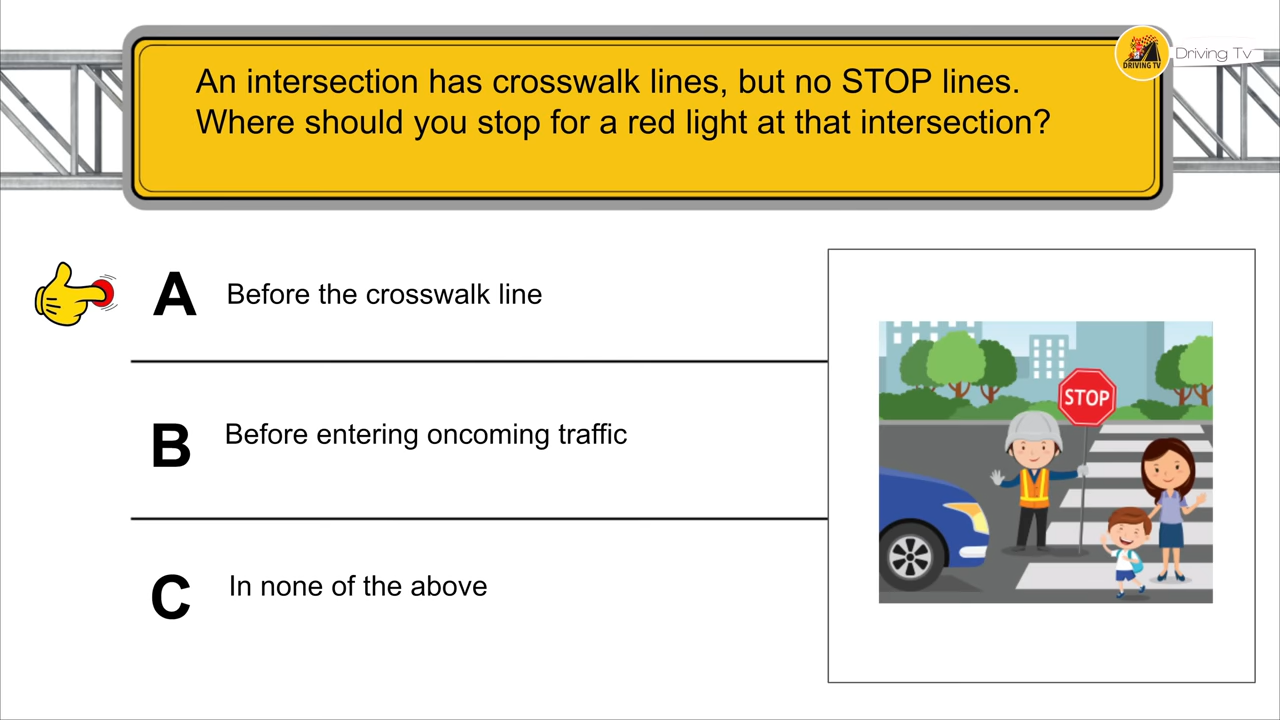 An intersection has crosswalk lines, but no STOP lines.
Where should you stop for a red light at that intersection?
DRIVING TV
Driving Tv
A Before the crosswalk line
B Before entering oncoming traffic
C In none of the above
STOP